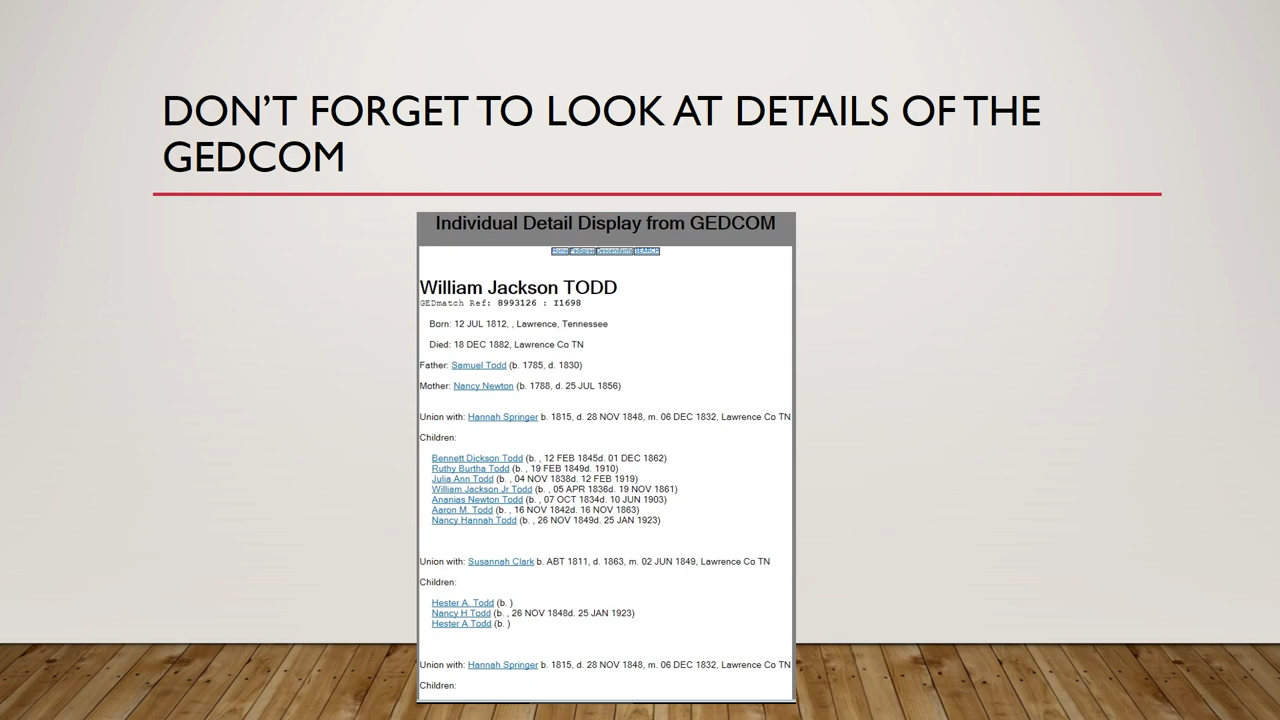 DON'T FORGET TO LOOK AT DETAILS OF THE
GEDCOM
Individual Detail Display from GEDCOM
Home Pedigree Descendants SEARCH
William Jackson TODD
GEDmatch Ref: 8993126 : I1698
Born: 12 JUL 1812, , Lawrence, Tennessee
Died: 18 DEC 1882, Lawrence Co TN
Father: Samuel Todd (b. 1785, d. 1830)
Mother: Nancy Newton (b. 1788, d. 25 JUL 1856)
Union with: Hannah Springer b. 1815, d. 28 NOV 1848, m. 06 DEC 1832, Lawrence Co TN
Children:
Bennett Dickson Todd (b. , 12 FEB 1845d. 01 DEC 1862)
Ruthy Burtha Todd (b. , 19 FEB 1849d. 1910)
Julia Ann Todd (b. , 04 NOV 1838d. 12 FEB 1919)
William Jackson Jr Todd (b. , 05 APR 1836d. 19 NOV 1861)
Ananias Newton Todd (b. , 07 OCT 1834d. 10 JUN 1903)
Aaron M. Todd (b. , 16 NOV 1842d. 16 NOV 1863)
Nancy Hannah Todd (b. , 26 NOV 1849d. 25 JAN 1923)
Union with: Susannah Clark b. ABT 1811, d. 1863, m. 02 JUN 1849, Lawrence Co TN
Children:
Hester A. Todd (b. )
Nancy H Todd (b. , 26 NOV 1848d. 25 JAN 1923)
Hester A Todd (b. )
Union with: Hannah Springer b. 1815, d. 28 NOV 1848, m. 06 DEC 1832, Lawrence Co TN
Children: